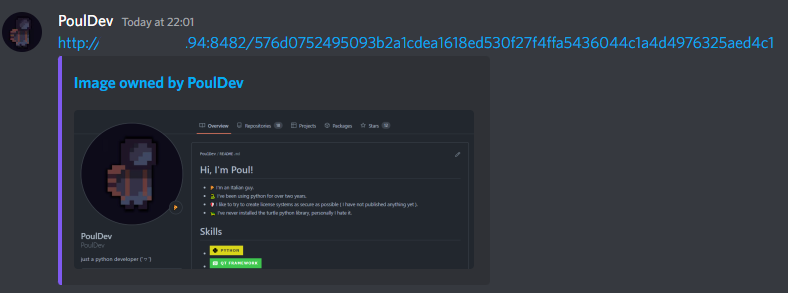 PoulDev Today at 22:01
http:// .94:8482/576d0752495093b2a1cdea1618ed530f27f4ffa5436044c1a4d4976325aed4c1
Image owned by PoulDev
Overview Repositories Projects Packages Stars
PoulDev / README.md
Hi, I'm Poul!
I'm an Italian guy.
I've been using python for over two years.
I like to try to create license systems as secure as possible ( I have not published anything yet ).
I've never installed the turtle python library, personally I hate it.
PoulDev
PoulDev
Skills
PYTHON
just a python developer
QT FRAMEWORK